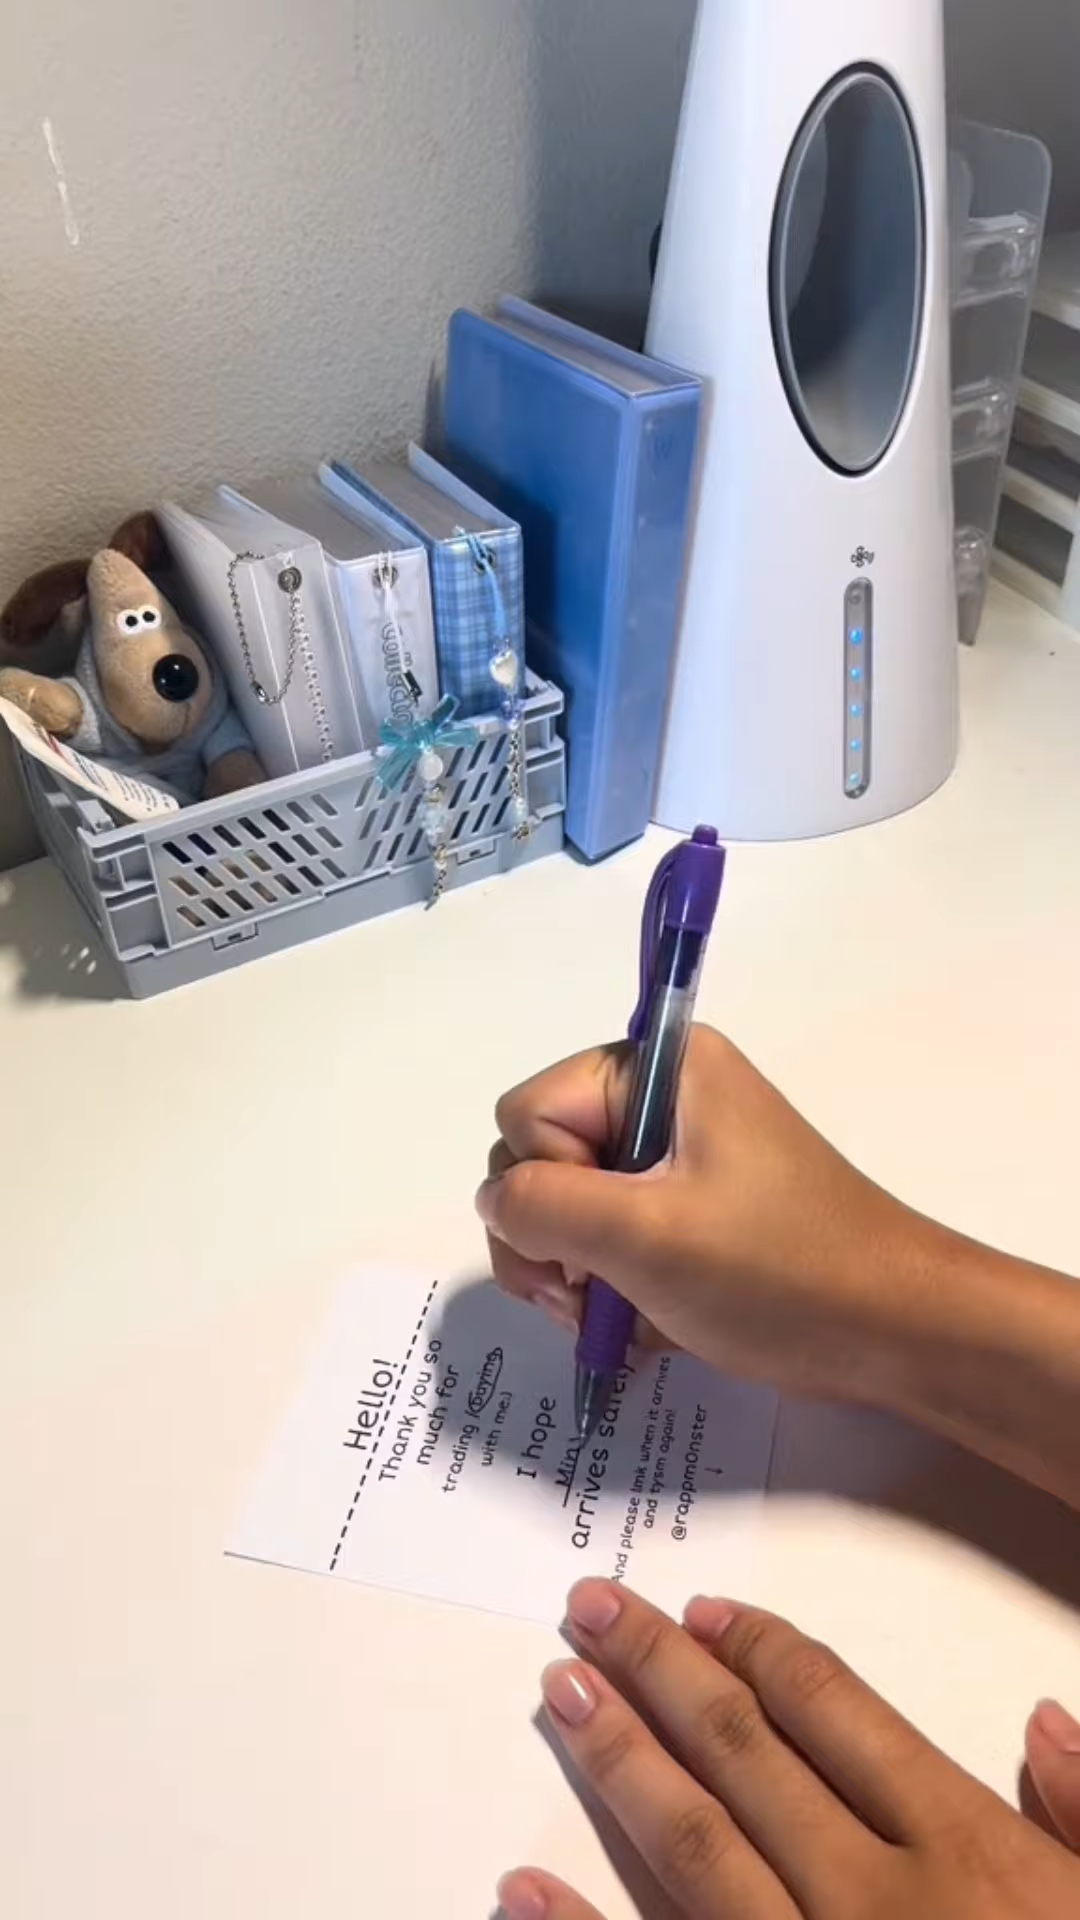 Hello!
Thank you so
much for
trading / buying
with me:)
I hope
Min
arrives safely
And please lmk when it arrives
and tysm again!
@rappm0nster
↓